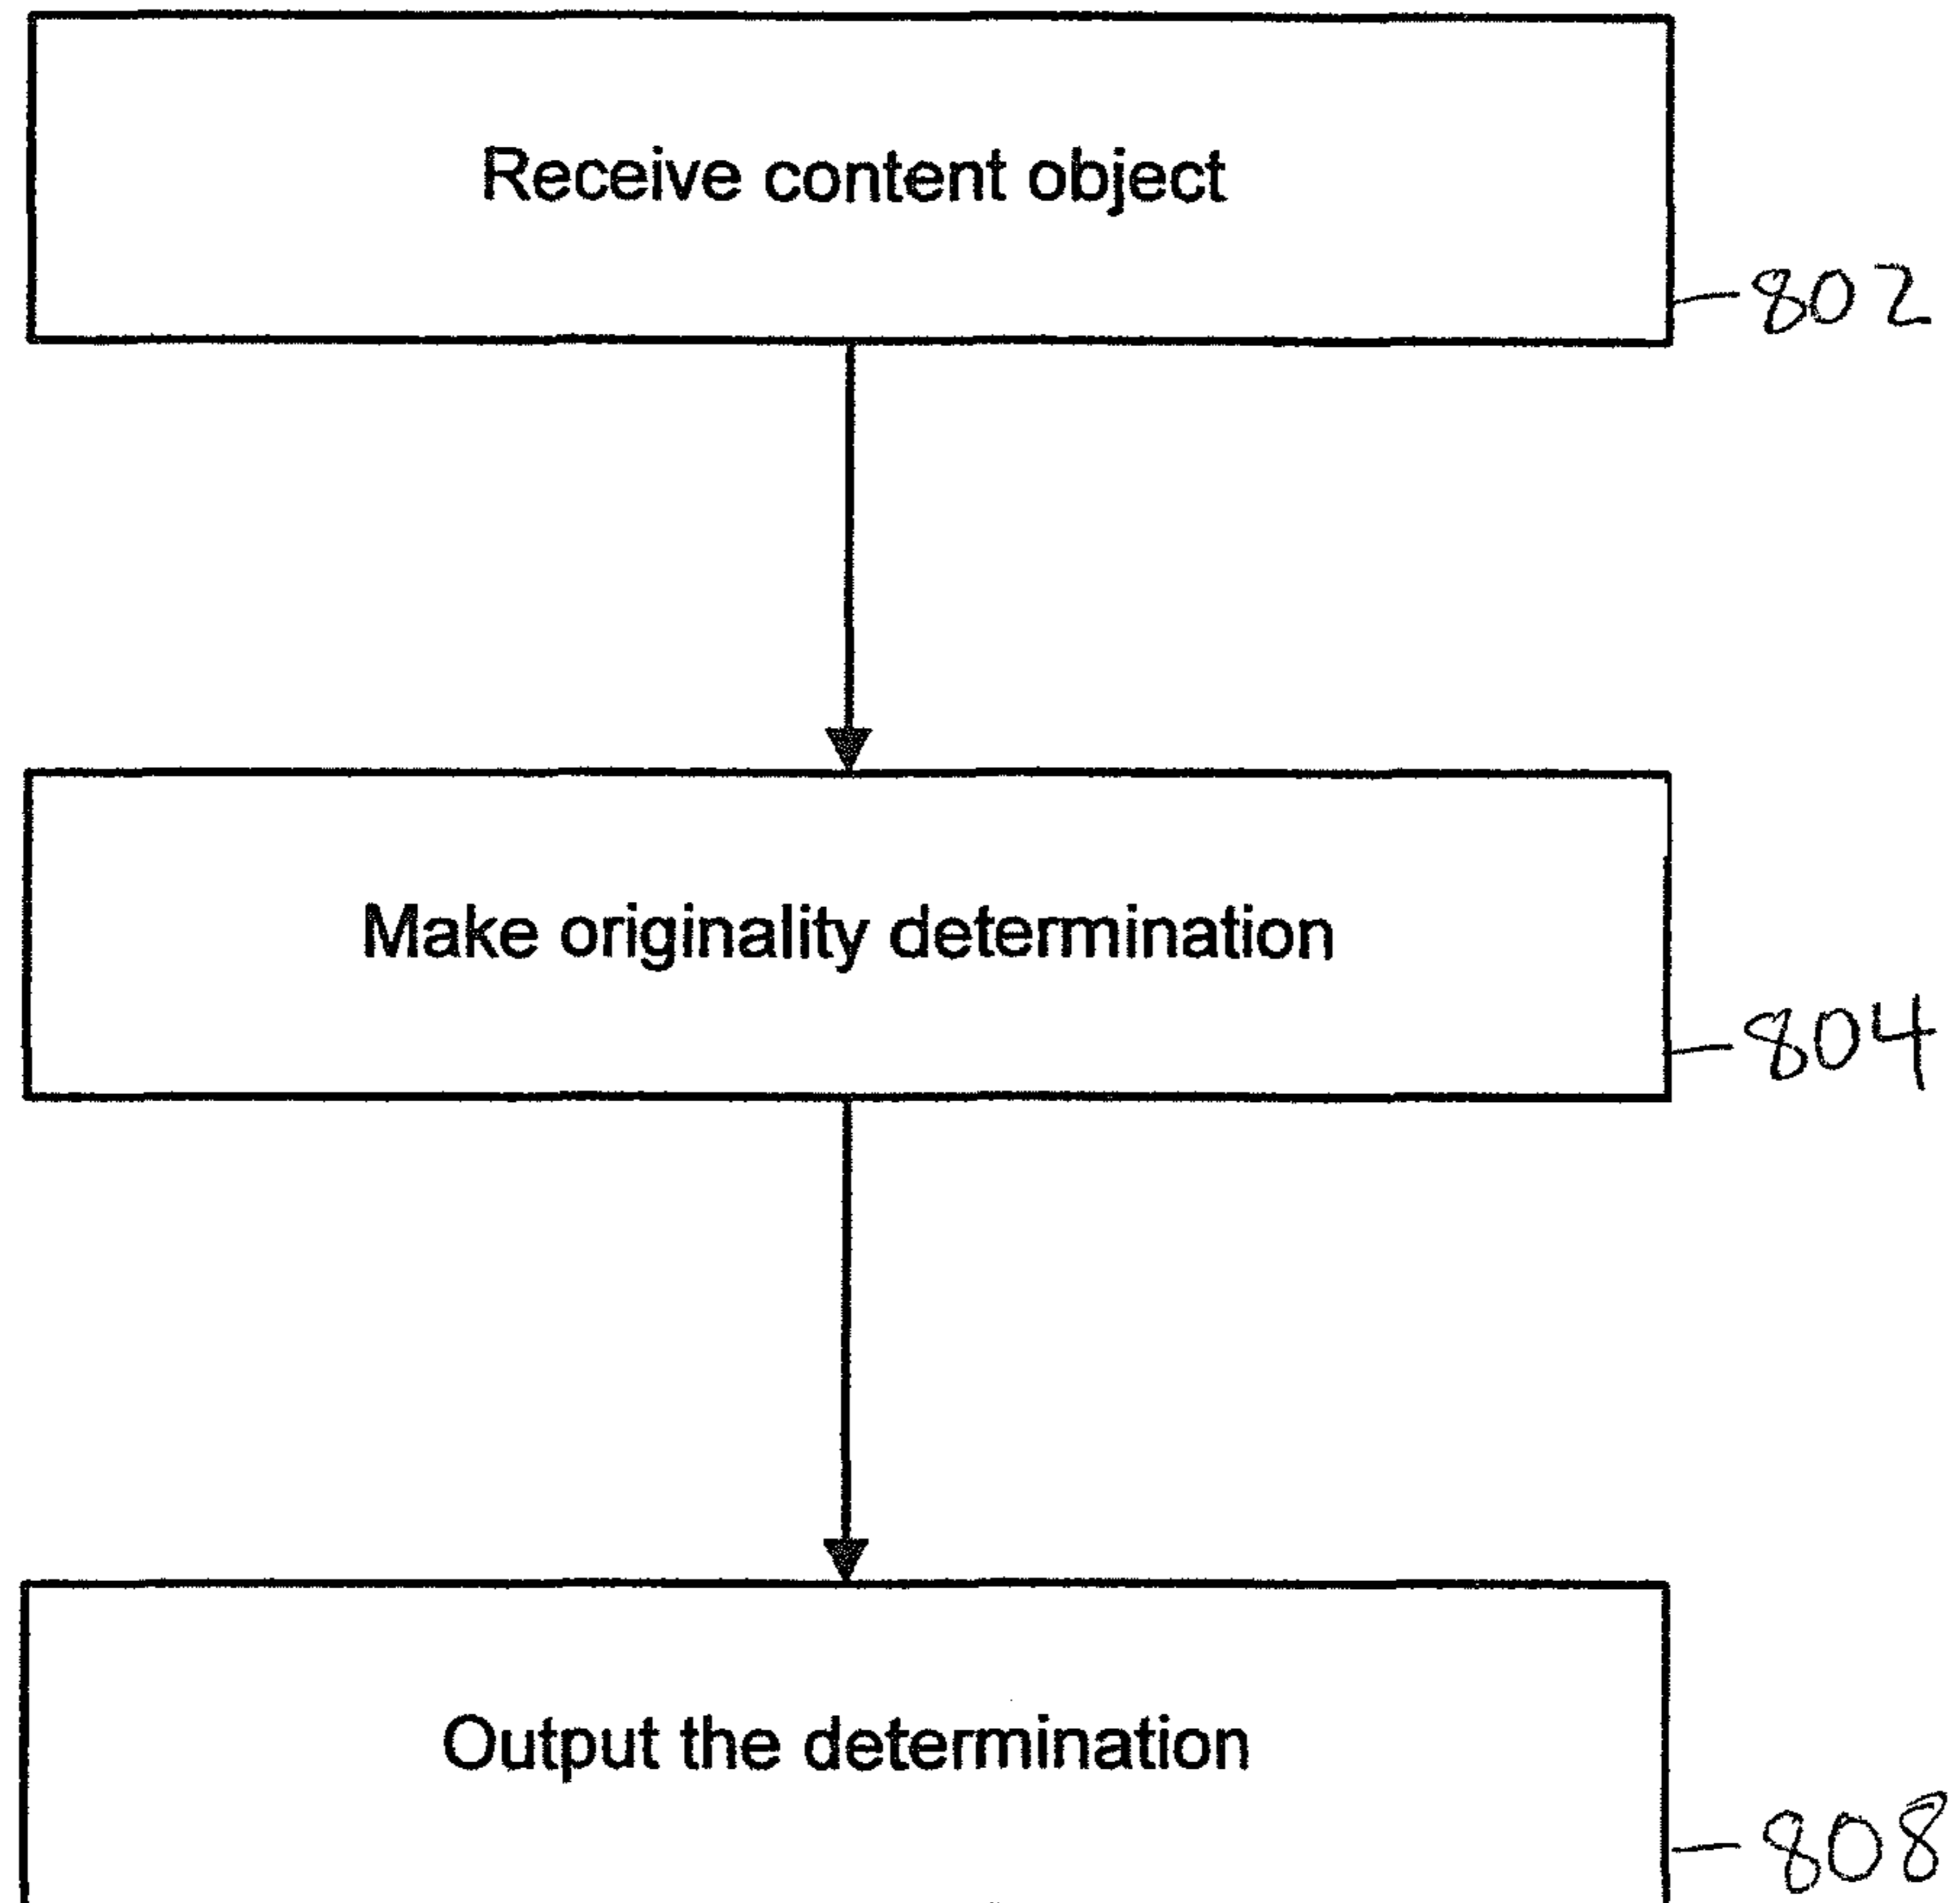 Receive content object
802
Make originality determination
804
Output the determination
808